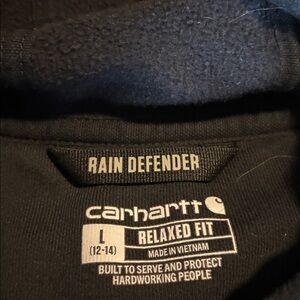 RAIN DEFENDER
carhartt
L
(12-14)
RELAXED FIT
MADE IN VIETNAM
BUILT TO SERVE AND PROTECT
HARDWORKING PEOPLE